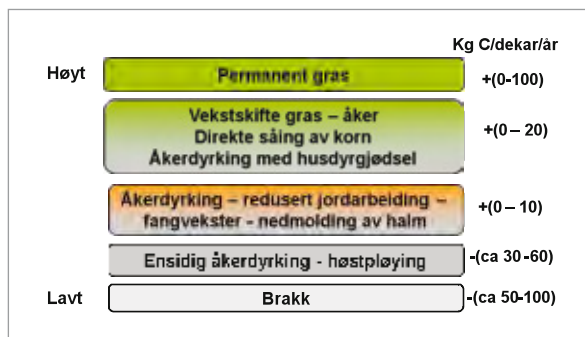 Kg C/dekar/år
Høyt
Permanent gras
+(0-100)
Vekstskifte gras – åker
Direkte såing av korn
Åkerdyrking med husdyrgjødsel
+(0 – 20)
Åkerdyrking – redusert jordarbeiding –
fangvekster - nedmolding av halm
+(0 – 10)
Ensidig åkerdyrking - høstpløying
-(ca 30 -60)
Lavt
Brakk
-(ca 50-100)